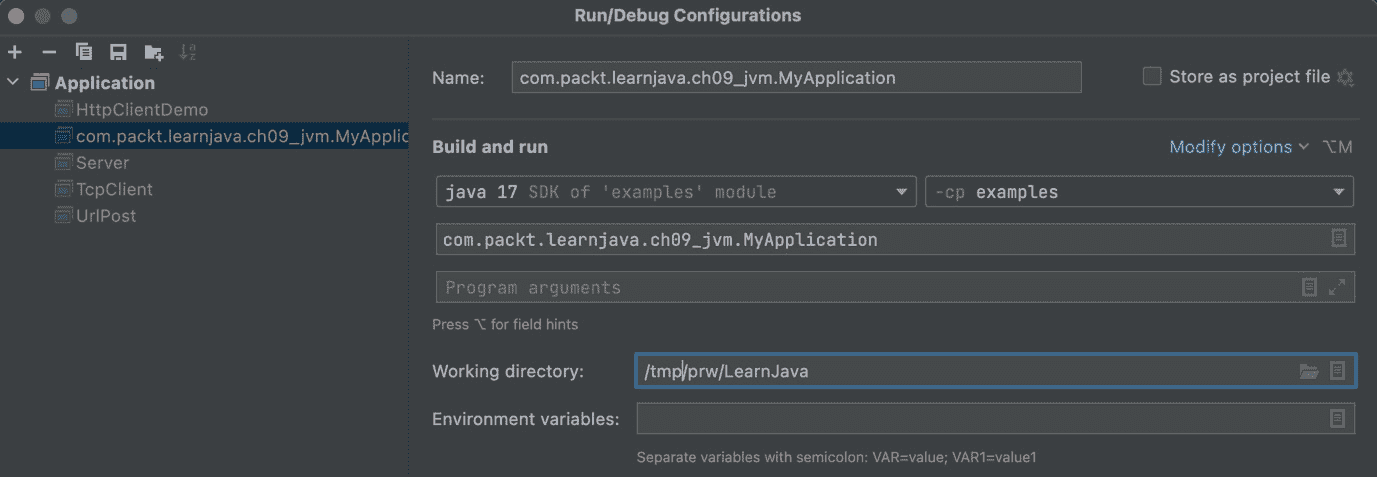 Run/Debug Configurations
Application
HttpClientDemo
com.packt.learnjava.ch09_jvm.MyApplic
Server
TcpClient
UrlPost
Name: com.packt.learnjava.ch09_jvm.MyApplication Store as project file
Build and run Modify options ⌥M
java 17 SDK of 'examples' module -cp examples
com.packt.learnjava.ch09_jvm.MyApplication
Program arguments
Press ⌥ for field hints
Working directory: /tmp/prw/LearnJava
Environment variables:
Separate variables with semicolon: VAR=value; VAR1=value1